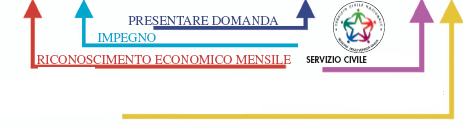 PRESENTARE DOMANDA
IMPEGNO
RICONOSCIMENTO ECONOMICO MENSILE
SERVIZIO CIVILE